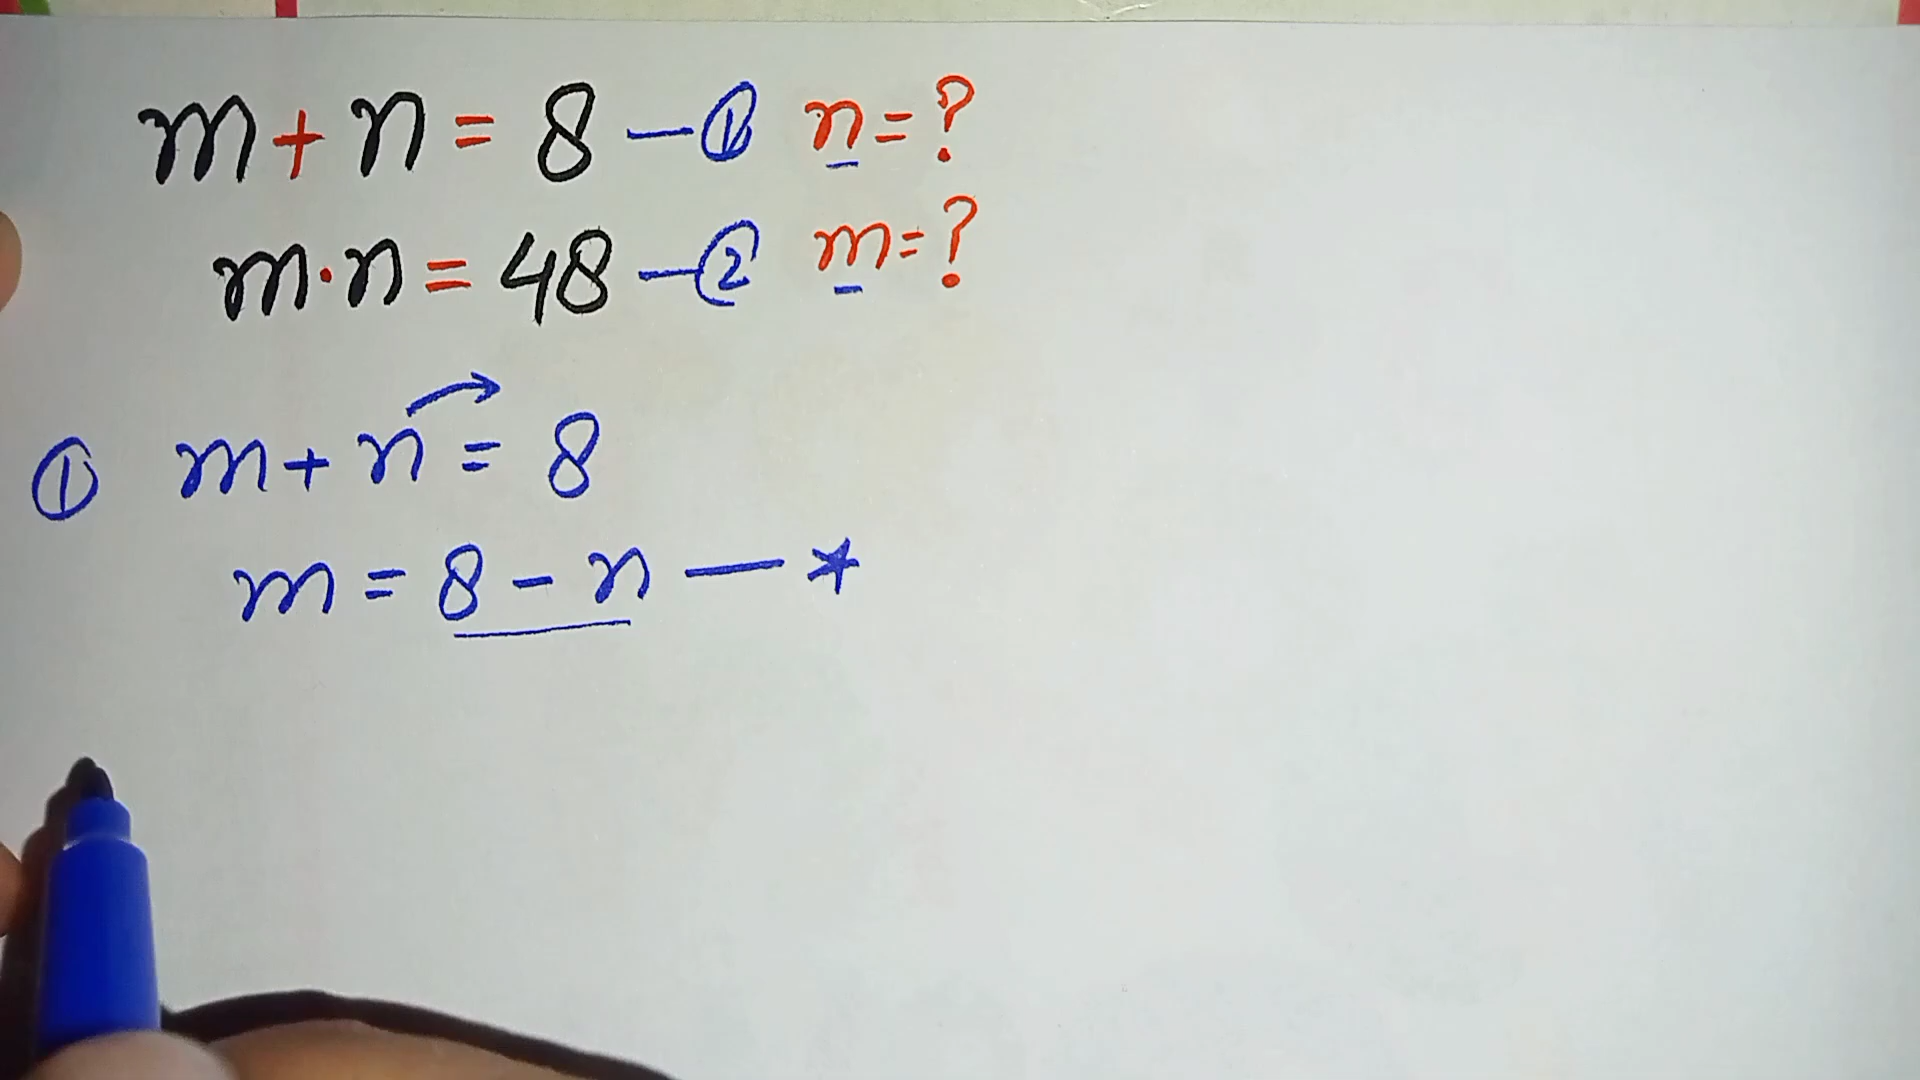 m + n = 8 — ① n = ?
m · n = 48 — ② m = ?
① m + n = 8
m = 8 - n — *